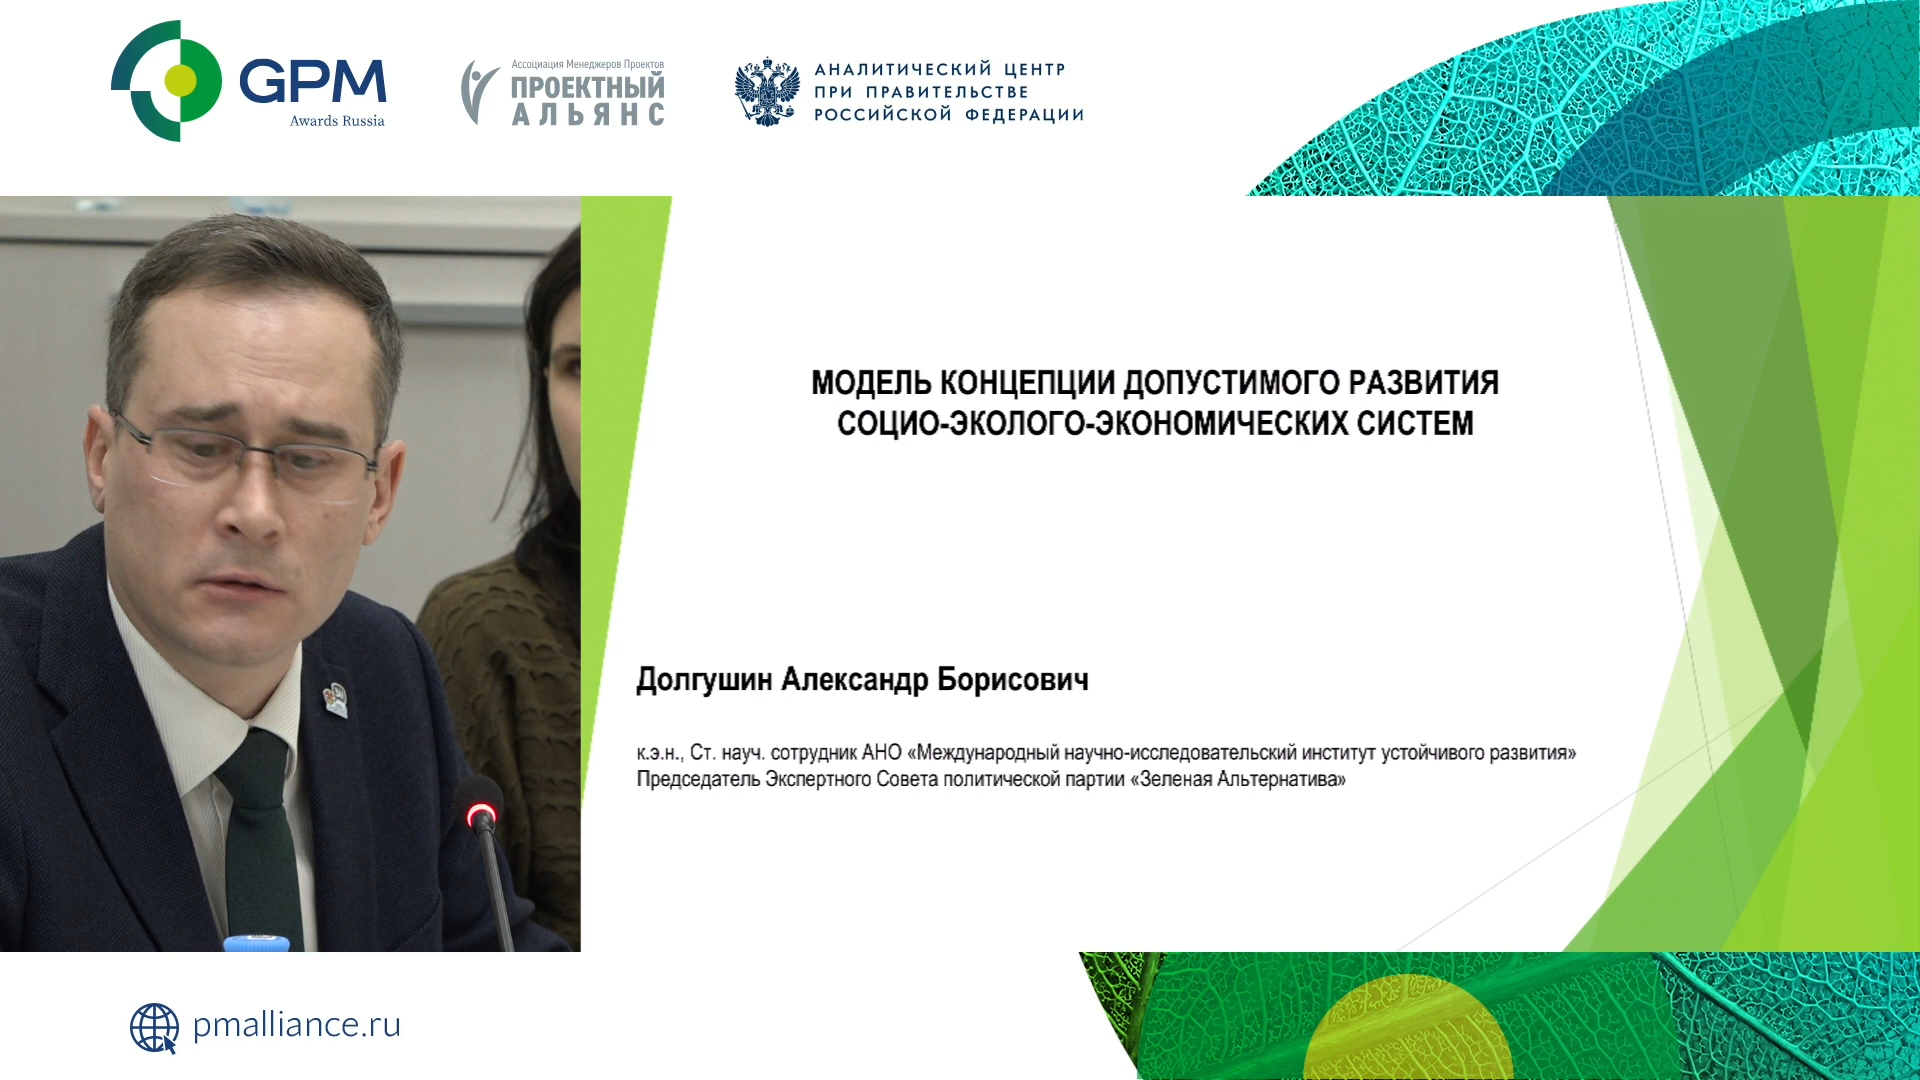 GPM
Awards Russia
Ассоциация Менеджеров Проектов
ПРОЕКТНЫЙ
АЛЬЯНС
АНАЛИТИЧЕСКИЙ ЦЕНТР
ПРИ ПРАВИТЕЛЬСТВЕ
РОССИЙСКОЙ ФЕДЕРАЦИИ
МОДЕЛЬ КОНЦЕПЦИИ ДОПУСТИМОГО РАЗВИТИЯ
СОЦИО-ЭКОЛОГО-ЭКОНОМИЧЕСКИХ СИСТЕМ
Долгушин Александр Борисович
к.э.н., Ст. науч. сотрудник АНО «Международный научно-исследовательский институт устойчивого развития»
Председатель Экспертного Совета политической партии «Зеленая Альтернатива»
pmalliance.ru